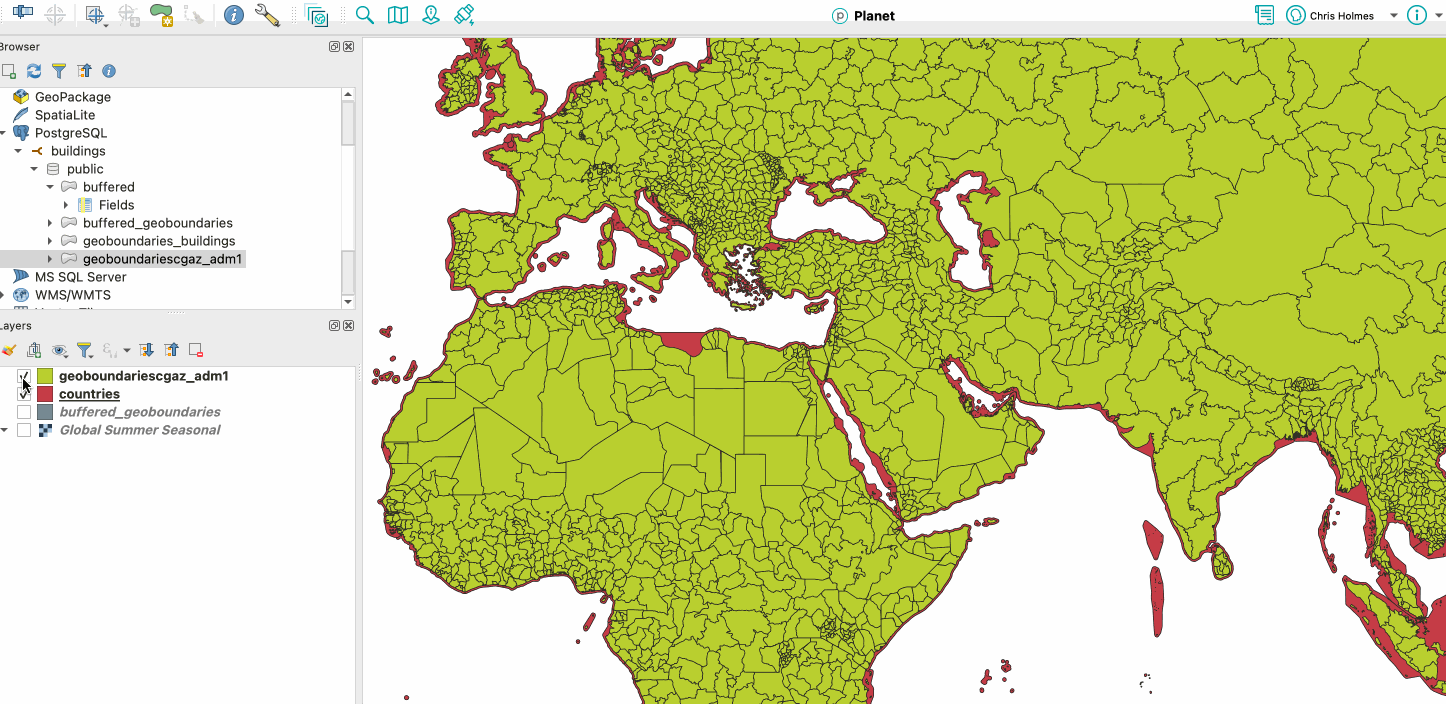 Planet
Chris Holmes
Browser
GeoPackage
SpatiaLite
PostgreSQL
buildings
public
buffered
Fields
buffered_geoboundaries
geoboundaries_buildings
geoboundariescgaz_adm1
MS SQL Server
WMS/WMTS
Layers
geoboundariescgaz_adm1
countries
buffered_geoboundaries
Global Summer Seasonal